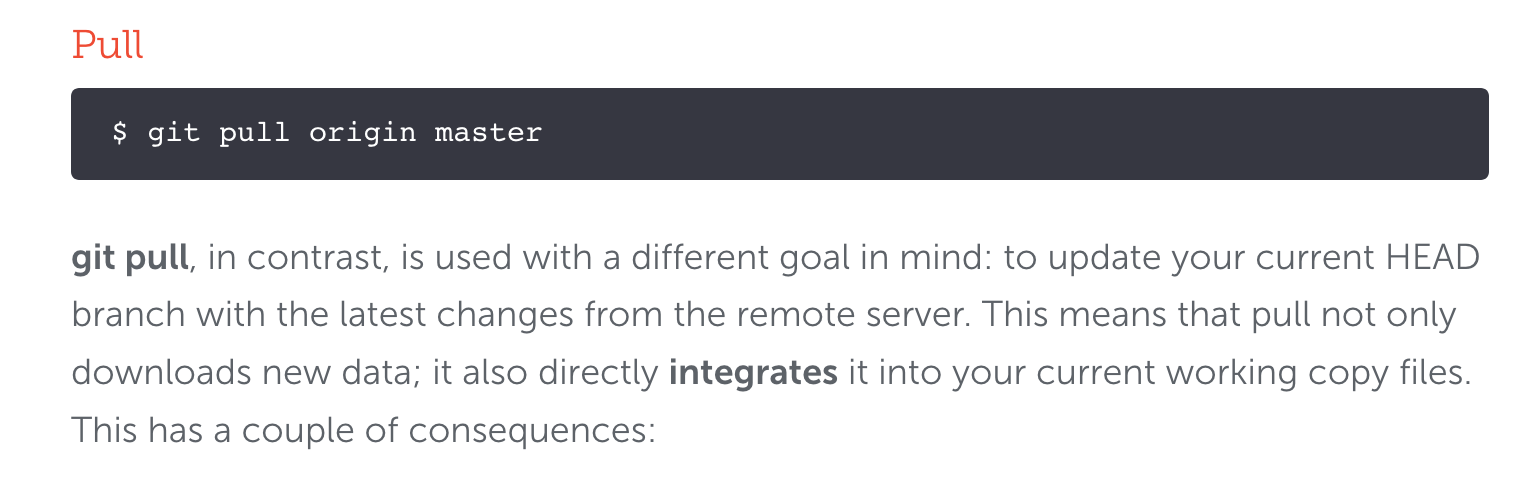 Pull
$ git pull origin master
git pull, in contrast, is used with a different goal in mind: to update your current HEAD
branch with the latest changes from the remote server. This means that pull not only
downloads new data; it also directly integrates it into your current working copy files.
This has a couple of consequences: